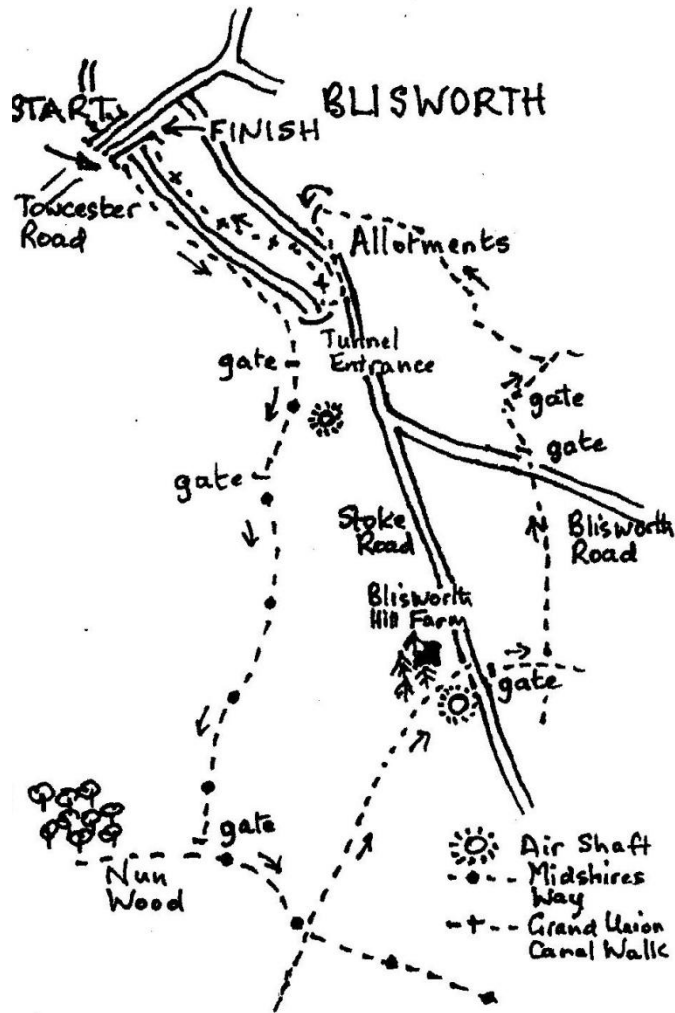 START
BLISWORTH
FINISH
Towcester
Road
Allotments
Tunnel
Entrance
gate
gate
gate
gate
Stoke
Road
Blisworth
Road
Blisworth
Hill Farm
gate
gate
Nun
Wood
Air Shaft
Midshires
Way
Grand Union
Canal Walk